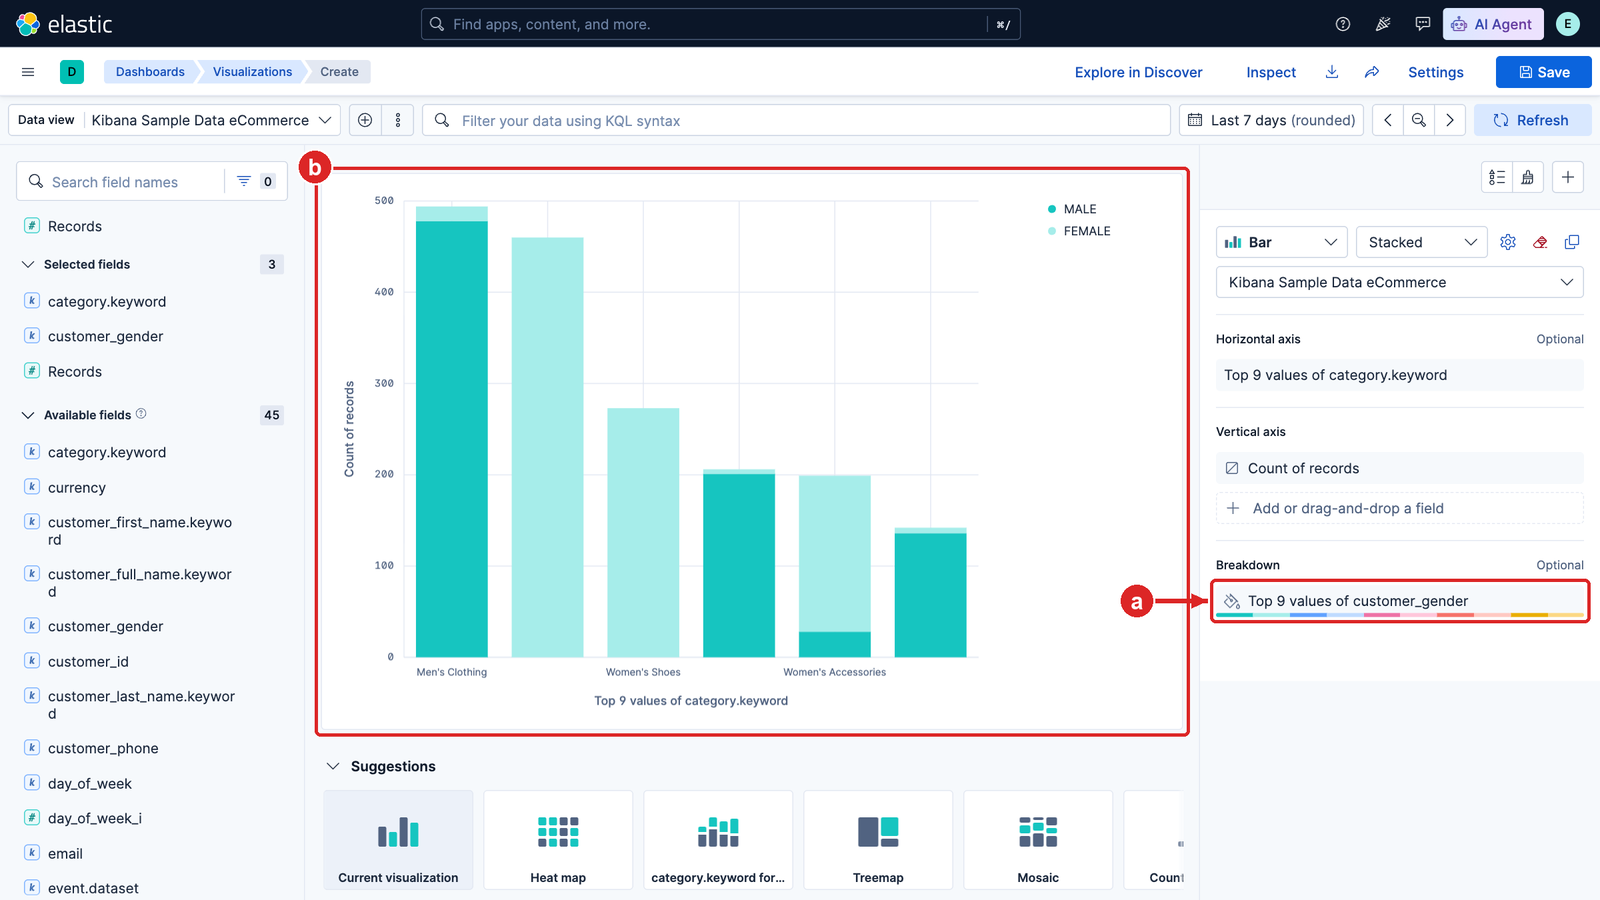 elastic
Find apps, content, and more.
⌘/
AI Agent
E
D
Dashboards
Visualizations
Create
Explore in Discover
Inspect
Settings
Save
Data view
Kibana Sample Data eCommerce
Filter your data using KQL syntax
Last 7 days (rounded)
Refresh
Search field names
0
# Records
Selected fields
3
k category.keyword
k customer_gender
# Records
Available fields
45
k category.keyword
k currency
k customer_first_name.keywo
rd
k customer_full_name.keywor
d
k customer_gender
k customer_id
k customer_last_name.keywor
d
k customer_phone
k day_of_week
# day_of_week_i
k email
k event.dataset
b
500
400
300
200
100
0
Count of records
Men's Clothing
Women's Shoes
Women's Accessories
Top 9 values of category.keyword
MALE
FEMALE
Suggestions
Current visualization
Heat map
category.keyword for...
Treemap
Mosaic
Count
Bar
Stacked
Kibana Sample Data eCommerce
Horizontal axis
Optional
Top 9 values of category.keyword
Vertical axis
Count of records
Add or drag-and-drop a field
Breakdown
Optional
a
Top 9 values of customer_gender